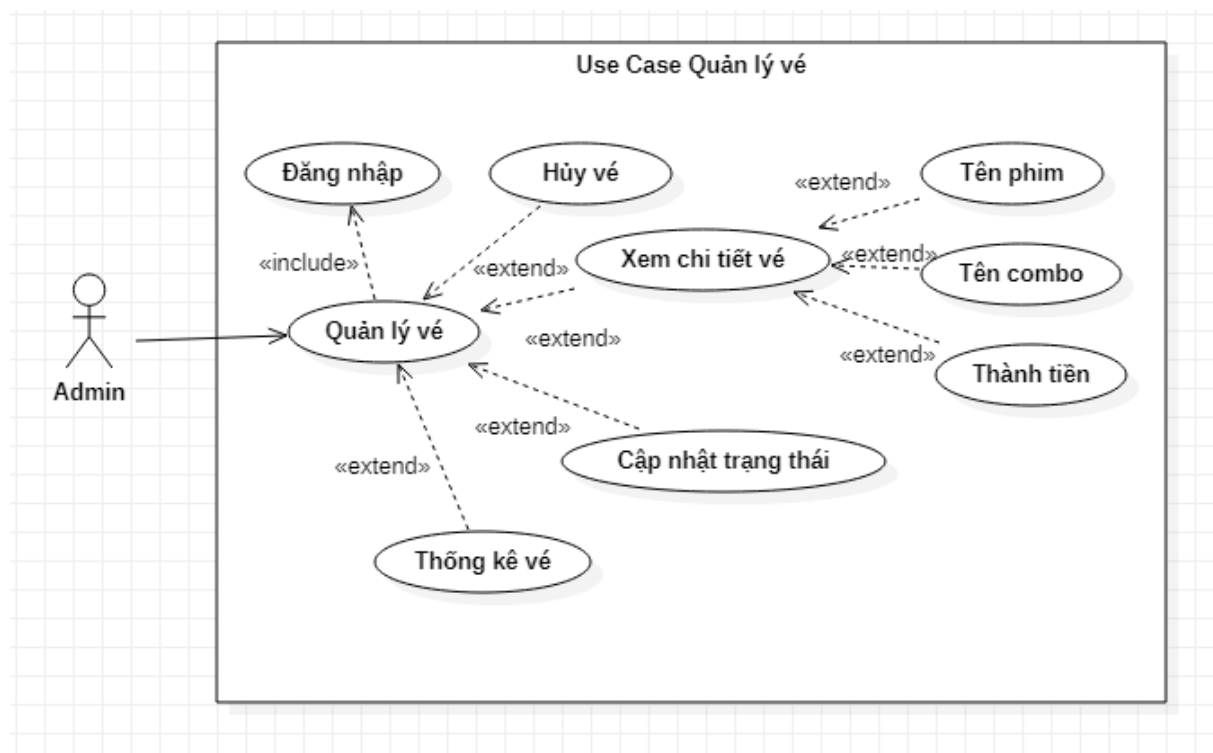 Use Case Quản lý vé
Đăng nhập
Hủy vé
Tên phim
«extend»
«include»
«extend»
Xem chi tiết vé
«extend»
Tên combo
Admin
Quản lý vé
«extend»
«extend»
Thành tiền
«extend»
Cập nhật trạng thái
«extend»
Thống kê vé